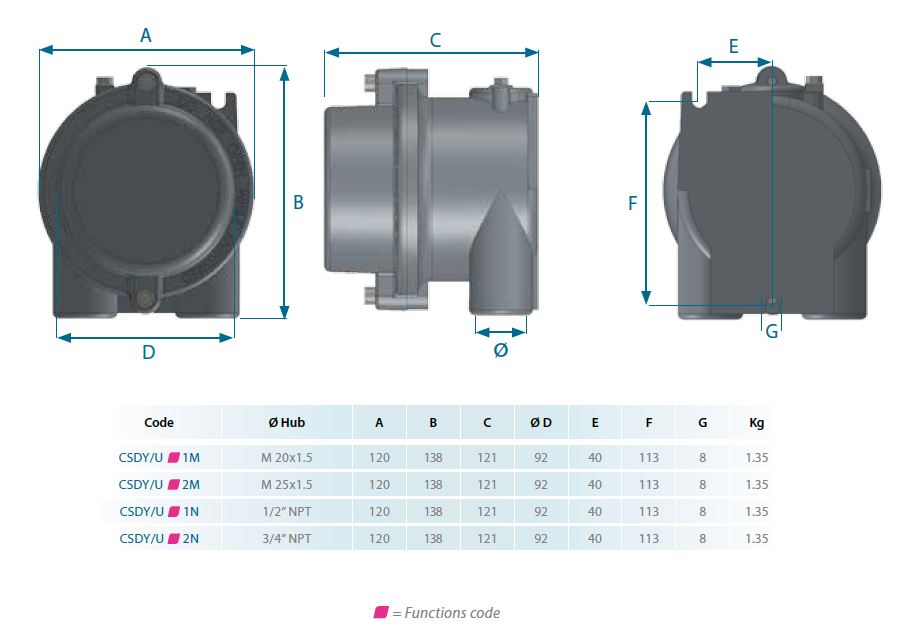 A
C
E
B
F
D
Ø
G
Code Ø Hub A B C Ø D E F G Kg
CSDY/U 1M M 20x1.5 120 138 121 92 40 113 8 1.35
CSDY/U 2M M 25x1.5 120 138 121 92 40 113 8 1.35
CSDY/U 1N 1/2” NPT 120 138 121 92 40 113 8 1.35
CSDY/U 2N 3/4” NPT 120 138 121 92 40 113 8 1.35
= Functions code